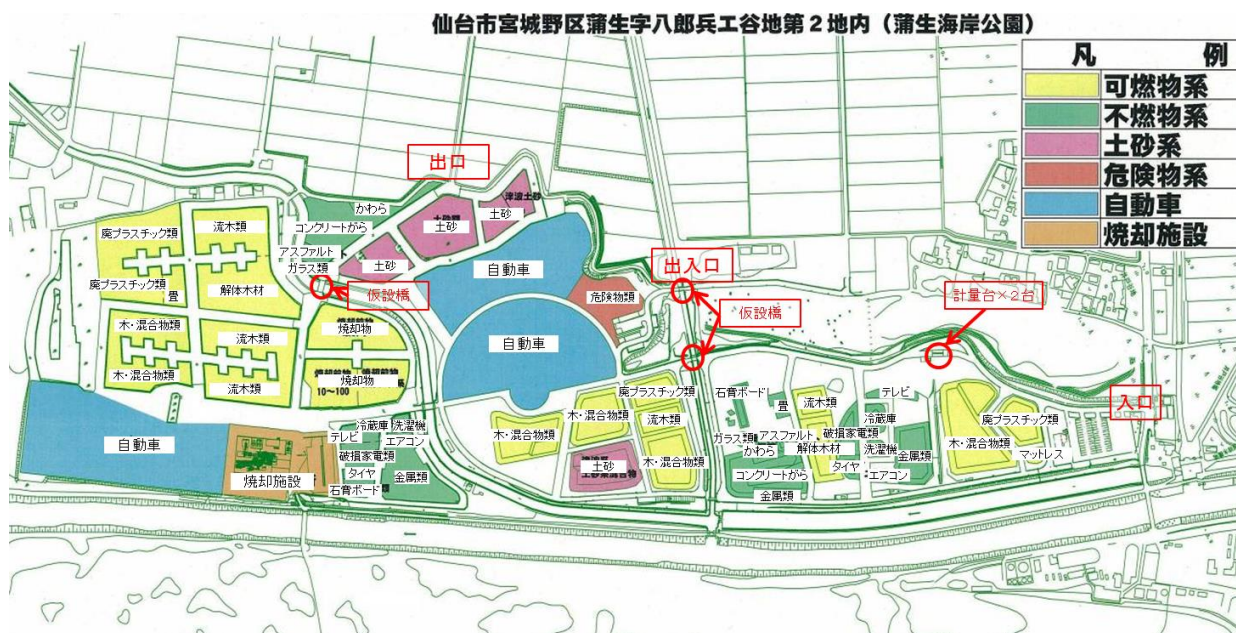 仙台市宮城野区蒲生字八郎兵エ谷地第２地内（蒲生海岸公園）
凡 例
可燃物系
不燃物系
土砂系
危険物系
自動車
焼却施設
出口
かわら
コンクリートがら
アスファルト
ガラス類
仮設橋
津波土砂
土砂
土砂
土砂
廃プラスチック類
流木類
廃プラスチック類
畳
解体木材
木・混合物類
流木類
木・混合物類
流木類
焼却物
焼却物
10～100
自動車
自動車
危険物類
出入口
仮設橋
計量台×２台
入口
自動車
焼却施設
冷蔵庫
洗濯機
テレビ
エアコン
破損家電類
タイヤ
金属類
石膏ボード
廃プラスチック類
木・混合物類
流木類
木・混合物類
木・混合物類
土砂
石膏ボード
畳
流木類
テレビ
冷蔵庫
ガラス類
アスファルト
破損家電類
かわら
解体木材
洗濯機
金属類
コンクリートがら
タイヤ
エアコン
金属類
廃プラスチック類
木・混合物類
マットレス